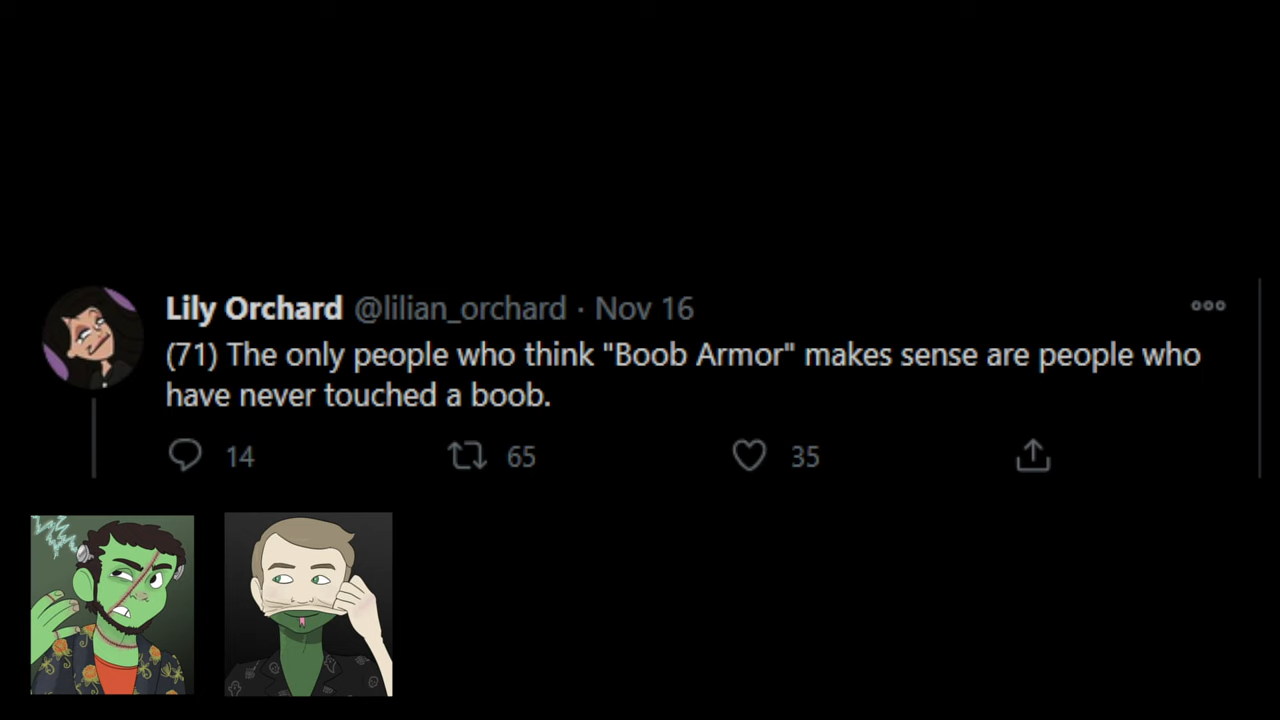 Lily Orchard @lilian_orchard · Nov 16
(71) The only people who think "Boob Armor" makes sense are people who
have never touched a boob.
14 65 35